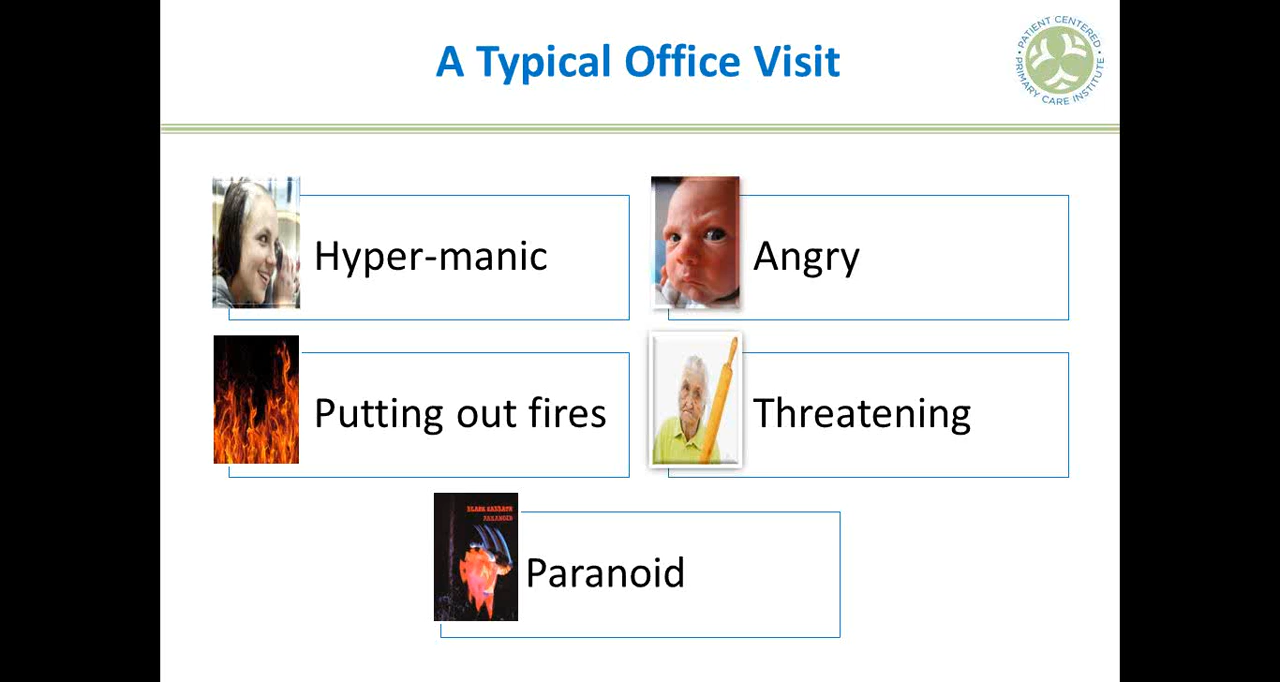 A Typical Office Visit
PATIENT CENTERED
PRIMARY CARE INSTITUTE
Hyper-manic
Angry
Putting out fires
Threatening
BLACK SABBATH
PARANOID
Paranoid